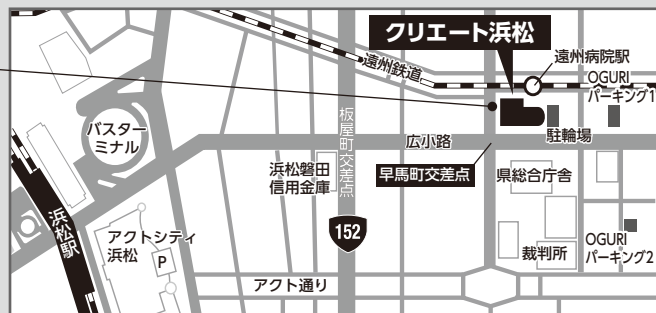 クリエート浜松
遠州病院駅
遠州鉄道
OGURI
パーキング1
バスター
ミナル
板屋町交差点
広小路
駐輪場
浜松磐田
信用金庫
早馬町交差点
県総合庁舎
浜松駅
アクトシティ
浜松
P
152
裁判所
OGURI
パーキング2
アクト通り